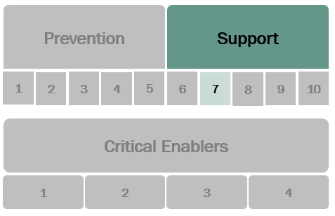 Prevention Support
1 2 3 4 5 6 7 8 9 10
Critical Enablers
1 2 3 4